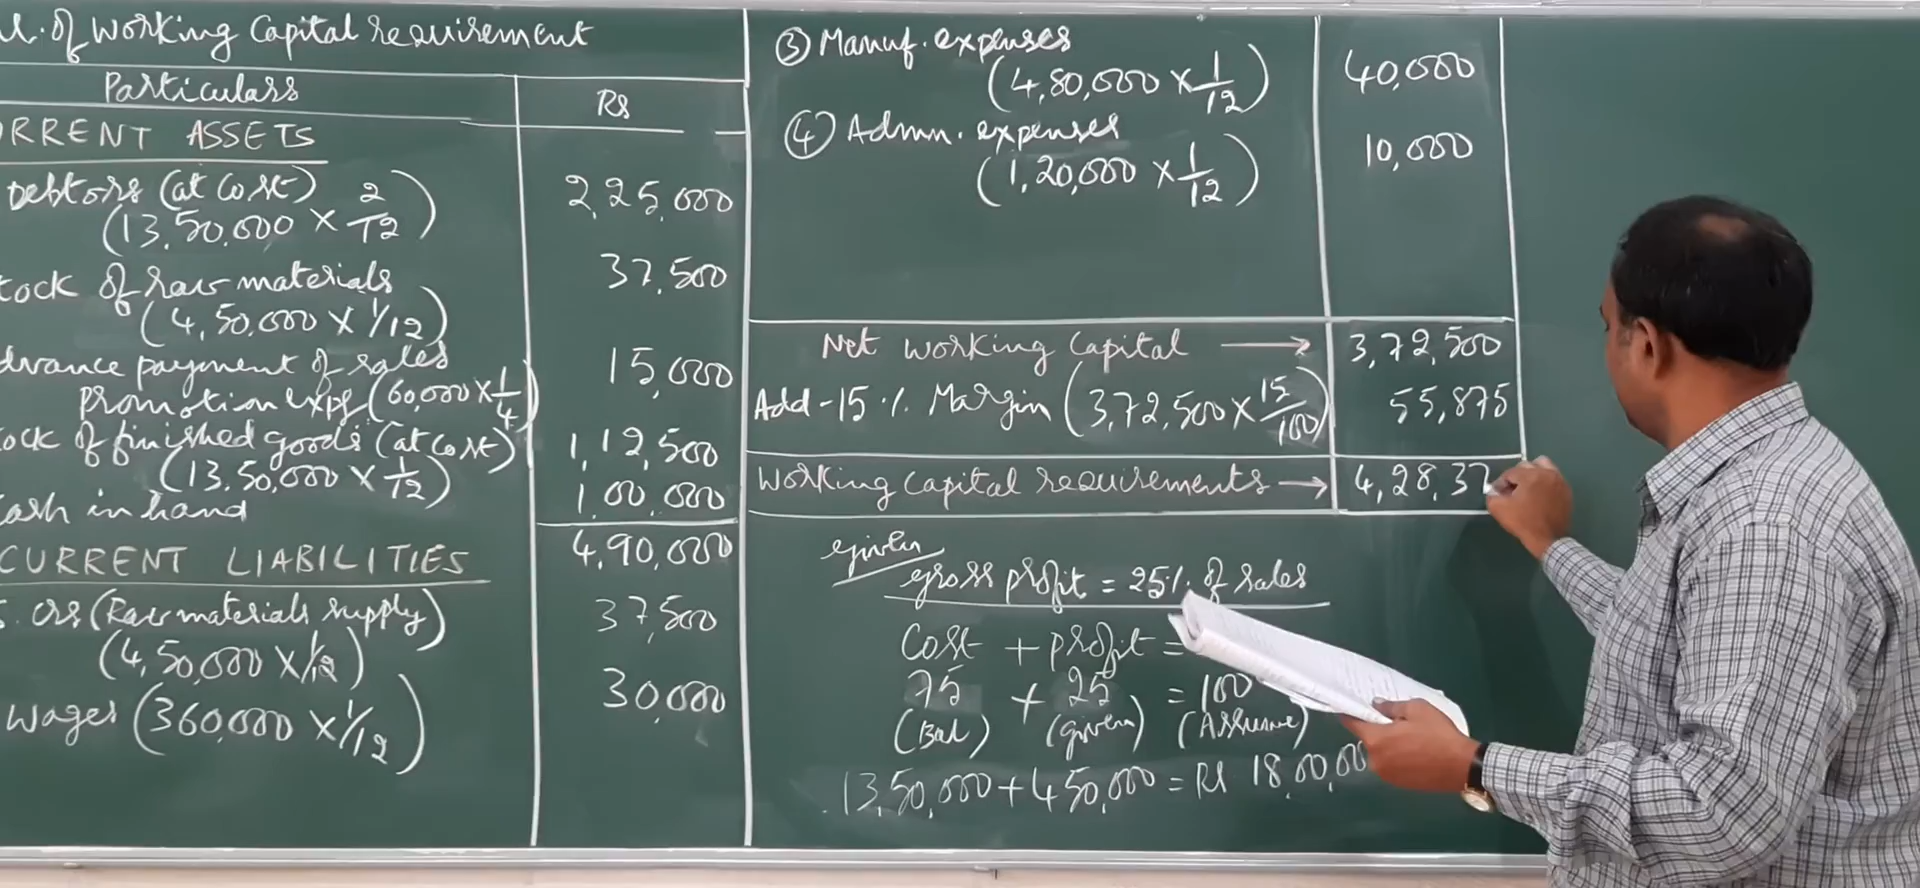 . Of Working Capital requirement
Particulars
Rs
RRENT ASSETS
Debtors (at Cost)
(13,50,000 × 2/12)
2,25,000
tock of raw materials
(4,50,000 × 1/12)
37,500
dvance payment of sales
promotion exps (60,000 × 1/4)
15,000
ock of finished goods (at cost)
(13,50,000 × 1/12)
1,12,500
Cash in hand
1,00,000
4,90,000
CURRENT LIABILITIES
S. Crs (Raw materials supply)
(4,50,000 × 1/12)
37,500
Wages (360,000 × 1/12)
30,000
③ Manuf. expenses
(4,80,000 × 1/12)
40,000
④ Admn. expenses
(1,20,000 × 1/12)
10,000
Net Working Capital → 3,72,500
Add - 15 % Margin (3,72,500 × 15/100) 55,875
Working Capital requirements → 4,28,37
given
gross profit = 25% of sales
Cost + profit =
75 + 25 = 100
(Bal) (given) (Assume)
13,50,000 + 4,50,000 = Rs 18,00,00